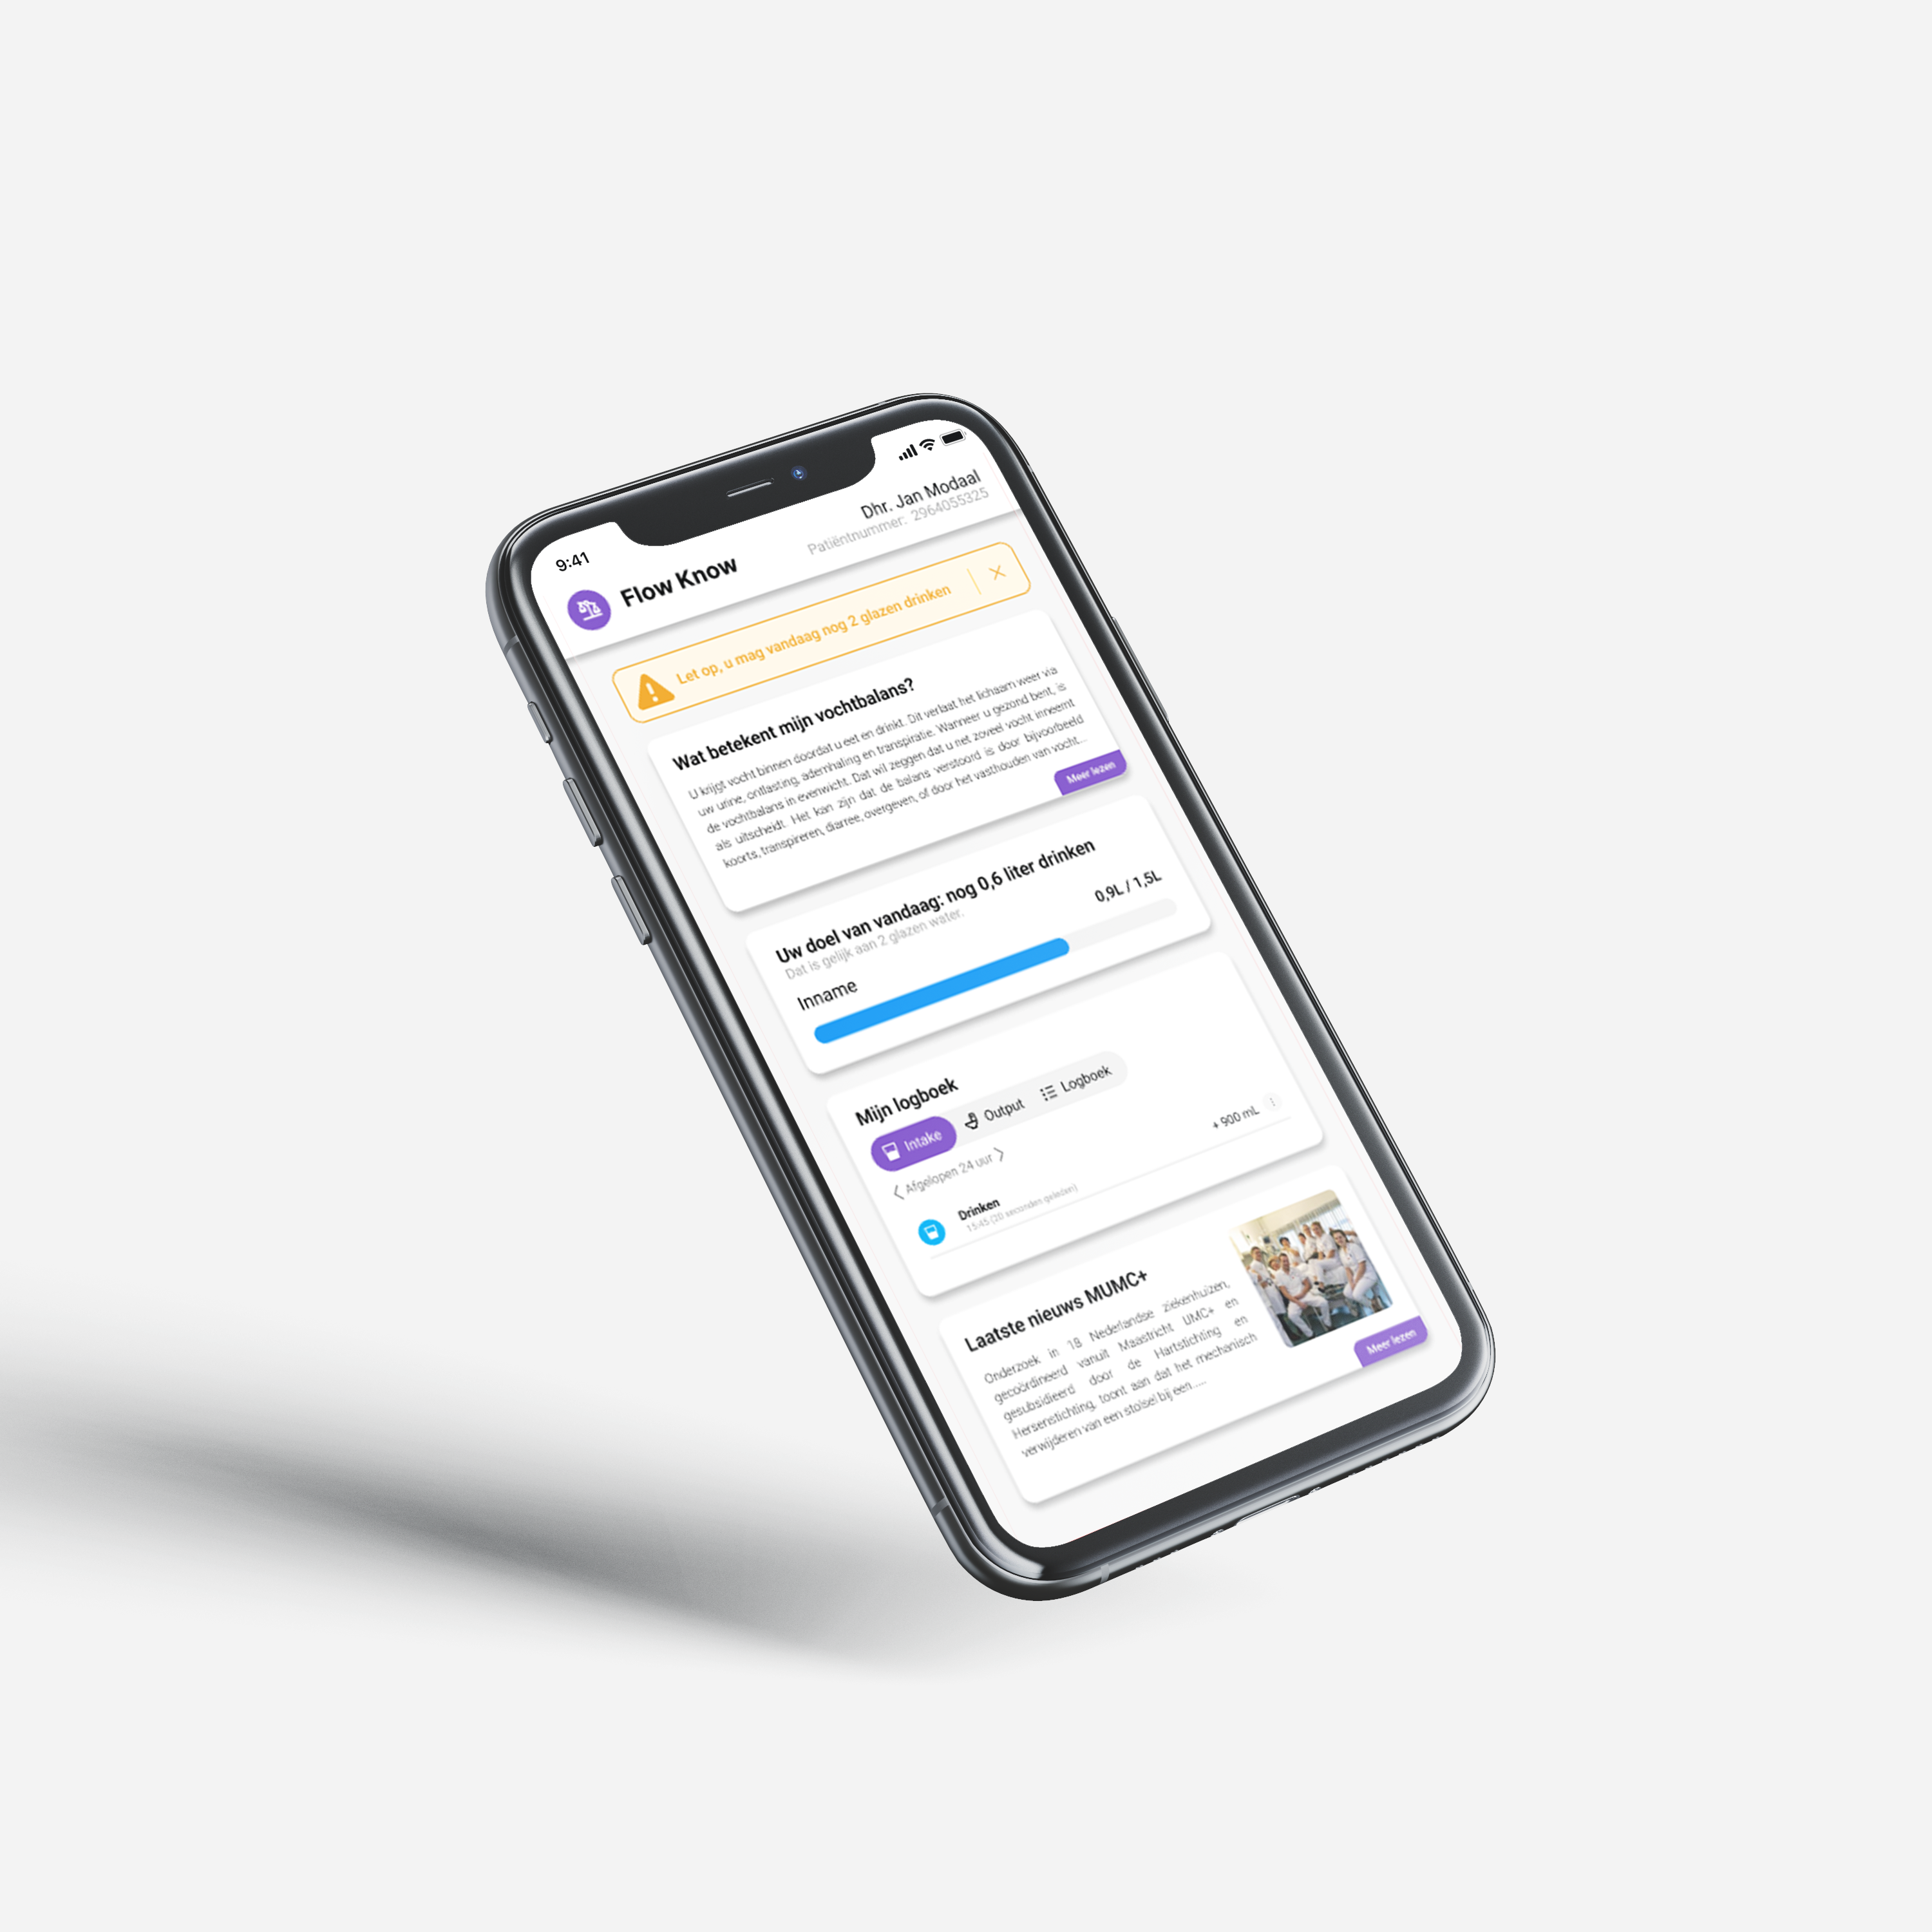 9:41
Dhr. Jan Modaal
Patiëntnummer: 2964055325
Flow Know
Let op, u mag vandaag nog 2 glazen drinken
Wat betekent mijn vochtbalans?
U krijgt vocht binnen doordat u eet en drinkt. Dit verlaat het lichaam weer via
uw urine, ontlasting, ademhaling en transpiratie. Wanneer u gezond bent, is
de vochtbalans in evenwicht. Dat wil zeggen dat u net zoveel vocht inneemt
als uitscheidt. Het kan zijn dat de balans verstoord is door bijvoorbeeld
koorts, transpireren, diarree, overgeven, of door het vasthouden van vocht...
Meer lezen
Uw doel van vandaag: nog 0,6 liter drinken
Dat is gelijk aan 2 glazen water.
Inname
0,9L / 1,5L
Mijn logboek
Intake
Output
Logboek
Afgelopen 24 uur
Drinken
15:45 (20 seconden geleden)
+ 900 mL
Laatste nieuws MUMC+
Onderzoek in 18 Nederlandse ziekenhuizen,
gecoördineerd vanuit Maastricht UMC+ en
gesubsidieerd door de Hartstichting en
Hersenstichting, toont aan dat het mechanisch
verwijderen van een stolsel bij een .....
Meer lezen